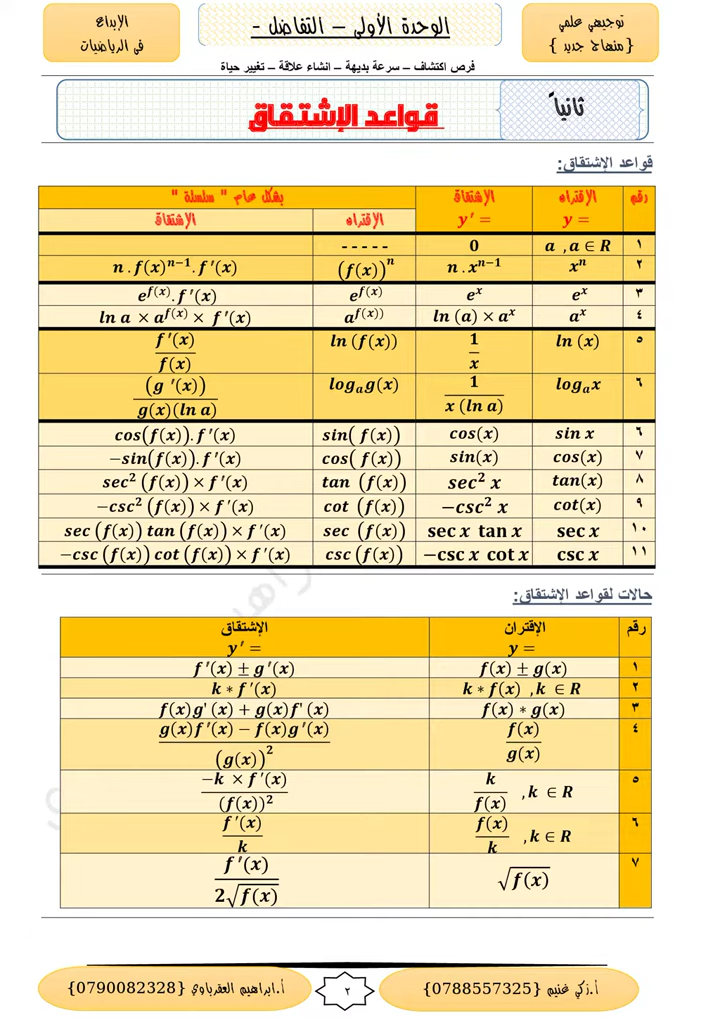 توجيهي علمي
{منهاج جديد}
الوحدة الأولى – التفاضل -
الإبداع
في الرياضيات
فرص اكتشاف – سرعة بديهة – انشاء علاقة – تغيير حياة
ثانياً
قواعد الإشتقاق
قواعد الإشتقاق:
رقم | الإقتران y = | الإشتقاق y′ = | بشكل عام " سلسلة "
الإقتران | الإشتقاق
١ | a , a ∈ R | 0 | - - - - -
٢ | xⁿ | n . xⁿ⁻¹ | (f(x))ⁿ | n . f(x)ⁿ⁻¹. f′(x)
٣ | eˣ | eˣ | e^f(x) | e^f(x). f′(x)
٤ | aˣ | ln (a) × aˣ | a^f(x)) | ln a × a^f(x) × f′(x)
٥ | ln (x) | 1/x | ln (f(x)) | f′(x)/f(x)
٦ | logₐx | 1/(x (ln a)) | logₐg(x) | (g′(x))/(g(x)(ln a))
٦ | sin x | cos(x) | sin( f(x)) | cos(f(x)). f′(x)
٧ | cos(x) | sin(x) | cos( f(x)) | −sin(f(x)). f′(x)
٨ | tan(x) | sec² x | tan (f(x)) | sec² (f(x)) × f′(x)
٩ | cot(x) | −csc² x | cot (f(x)) | −csc² (f(x)) × f′(x)
١٠ | sec x | sec x tan x | sec (f(x)) | sec (f(x)) tan (f(x)) × f′(x)
١١ | csc x | −csc x cot x | csc (f(x)) | −csc (f(x)) cot (f(x)) × f′(x)
حالات لقواعد الإشتقاق:
رقم | الإقتران y = | الإشتقاق y′ =
١ | f(x) ± g(x) | f′(x) ± g′(x)
٢ | k ∗ f(x) , k ∈ R | k ∗ f′(x)
٣ | f(x) ∗ g(x) | f(x)g′(x) + g(x)f′(x)
٤ | f(x)/g(x) | (g(x)f′(x) − f(x)g′(x))/(g(x))²
٥ | k/f(x) , k ∈ R | (−k × f′(x))/(f(x))²
٦ | f(x)/k , k ∈ R | f′(x)/k
٧ | √f(x) | f′(x)/(2√f(x))
أ.زكي غنيم {0788557325}
٢
أ.ابراهيم العقرباوي {0790082328}